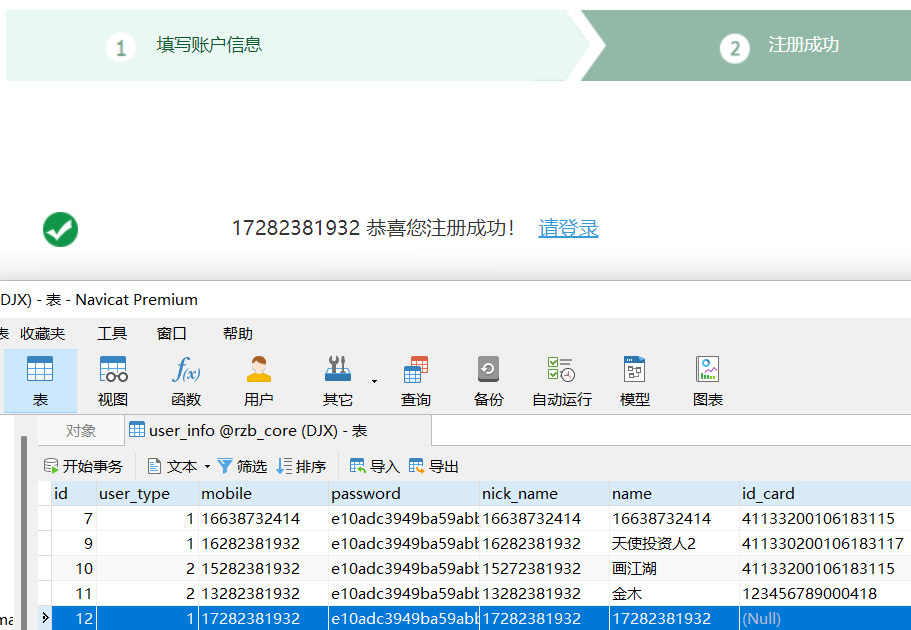 1 填写账户信息 2 注册成功
17282381932 恭喜您注册成功! 请登录
(DJX) - 表 - Navicat Premium
表 收藏夹 工具 窗口 帮助
表 视图 函数 用户 其它 查询 备份 自动运行 模型 图表
对象 user_info @rzb_core (DJX) - 表
开始事务 文本 筛选 排序 导入 导出
id user_type mobile password nick_name name id_card
7 1 16638732414 e10adc3949ba59abb 16638732414 16638732414 41133200106183115
9 1 16282381932 e10adc3949ba59abb 16282381932 天使投资人2 411330200106183117
10 2 15282381932 e10adc3949ba59abb 15272381932 画江湖 41133200106183115
11 2 13282381932 e10adc3949ba59abb 13282381932 金木 123456789000418
12 1 17282381932 e10adc3949ba59abb 17282381932 17282381932 (Null)